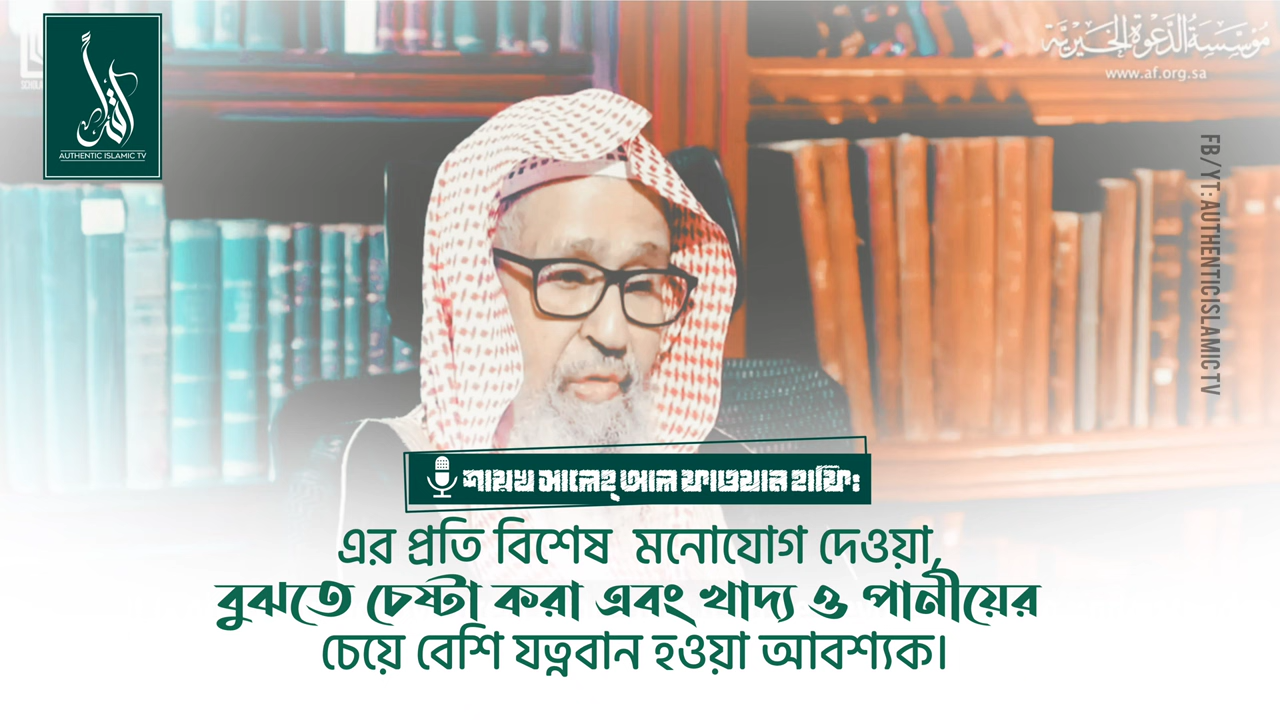 AUTHENTIC ISLAMIC TV
مؤسسة الدعوة الخيرية
www.af.org.sa
FB/YT: AUTHENTICISLAMICTV
শায়খ সালেহ্ আল ফাওযান হাফি:
এর প্রতি বিশেষ মনোযোগ দেওয়া,
বুঝতে চেষ্টা করা এবং খাদ্য ও পানীয়ের
চেয়ে বেশি যত্নবান হওয়া আবশ্যক।